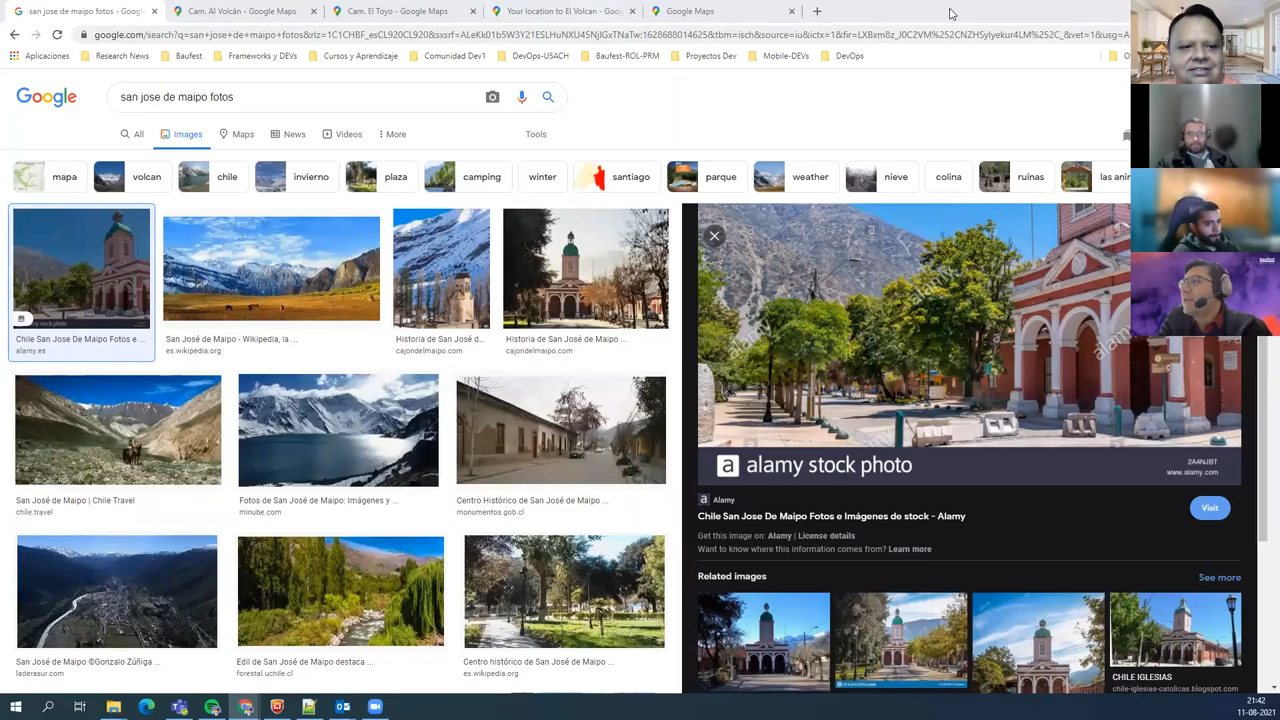 san jose de maipo fotos - Googl
Cam. Al Volcán - Google Maps
Cam. El Toyo - Google Maps
Your location to El Volcan - Goo
Google Maps
Aplicaciones
Research News
Baufest
Frameworks y DEVs
Cursos y Aprendizaje
Comunidad Dev1
DevOps-USACH
Baufest-ROL-PRM
Proyectos Dev
Mobile-DEVs
DevOps
Google
san jose de maipo fotos
All
Images
Maps
News
Videos
More
Tools
mapa
volcan
chile
invierno
plaza
camping
winter
santiago
parque
weather
nieve
colina
ruinas
las anim
Chile San Jose De Maipo Fotos e ...
alamy.es
San José de Maipo - Wikipedia, la ...
es.wikipedia.org
Historia de San José d...
cajondelmaipo.com
Historia de San José de Maipo ...
cajondelmaipo.com
San José de Maipo | Chile Travel
chile.travel
Fotos de San José de Maipo: Imágenes y ...
minube.com
Centro Histórico de San José de Maipo ...
monumentos.gob.cl
San José de Maipo ©Gonzalo Zúñiga ...
laderasur.com
Edil de San José de Maipo destaca ...
forestal.uchile.cl
Centro histórico de San José de Maipo ...
es.wikipedia.org
alamy
a alamy stock photo
2A4NJBT
www.alamy.com
a Alamy
Visit
Chile San Jose De Maipo Fotos e Imágenes de stock - Alamy
Get this image on: Alamy | License details
Want to know where this information comes from? Learn more
Related images
See more
CHILE IGLESIAS
chile-iglesias-catolicas.blogspot.com
baufest
21:42
11-08-2021